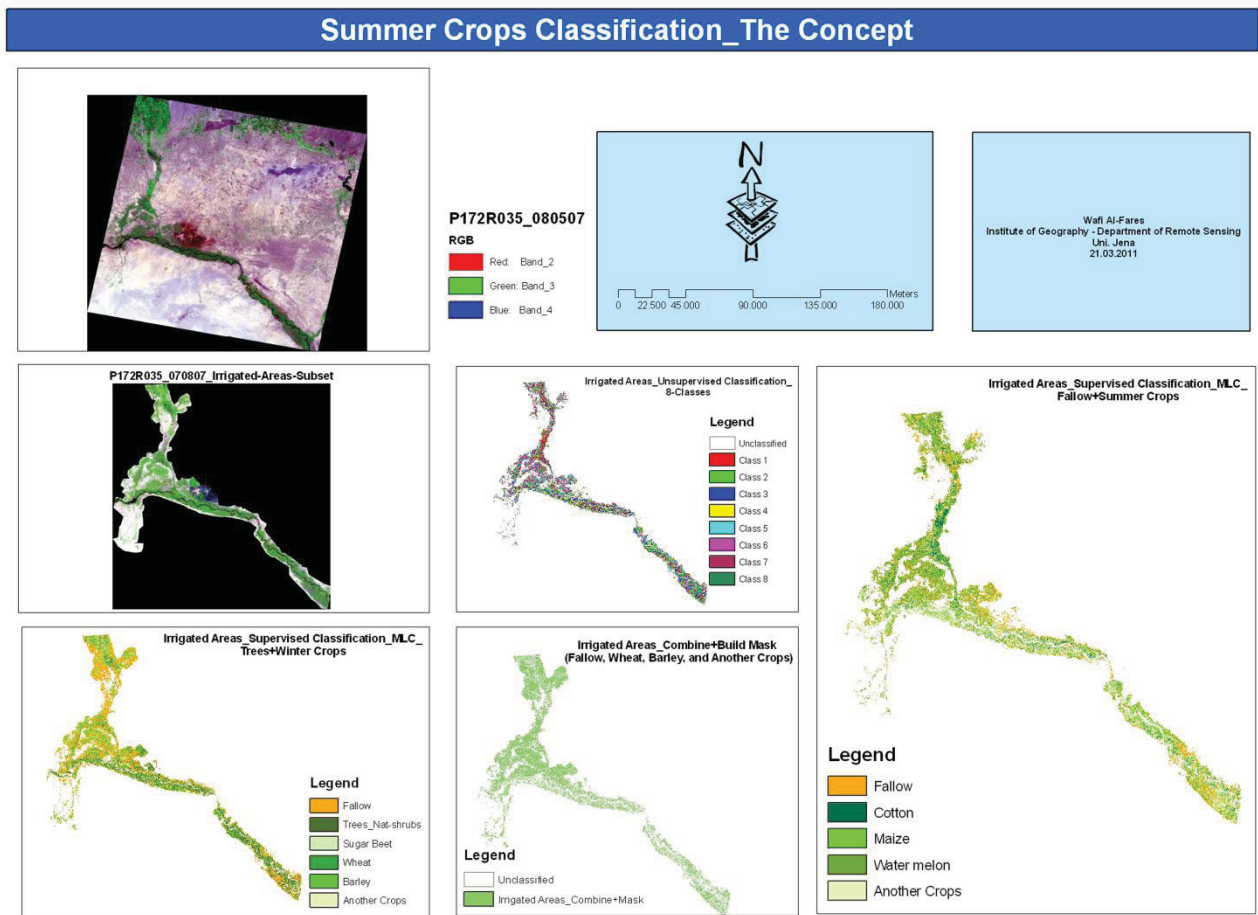 Summer Crops Classification_The Concept
P172R035_080507
RGB
Red: Band_2
Green: Band_3
Blue: Band_4
N
Meters
0 22.500 45.000 90.000 135.000 180.000
Wafi Al-Fares
Institute of Geography - Department of Remote Sensing
Uni. Jena
21.03.2011
P172R035_070807_Irrigated-Areas-Subset
Irrigated Areas_Unsupervised Classification_
8-Classes
Legend
Unclassified
Class 1
Class 2
Class 3
Class 4
Class 5
Class 6
Class 7
Class 8
Irrigated Areas_Supervised Classification_MLC_
Fallow+Summer Crops
Legend
Fallow
Cotton
Maize
Water melon
Another Crops
Irrigated Areas_Supervised Classification_MLC_
Trees+Winter Crops
Legend
Fallow
Trees_Nat-shrubs
Sugar Beet
Wheat
Barley
Another Crops
Irrigated Areas_Combine+Build Mask
(Fallow, Wheat, Barley, and Another Crops)
Legend
Unclassified
Irrigated Areas_Combine+Mask